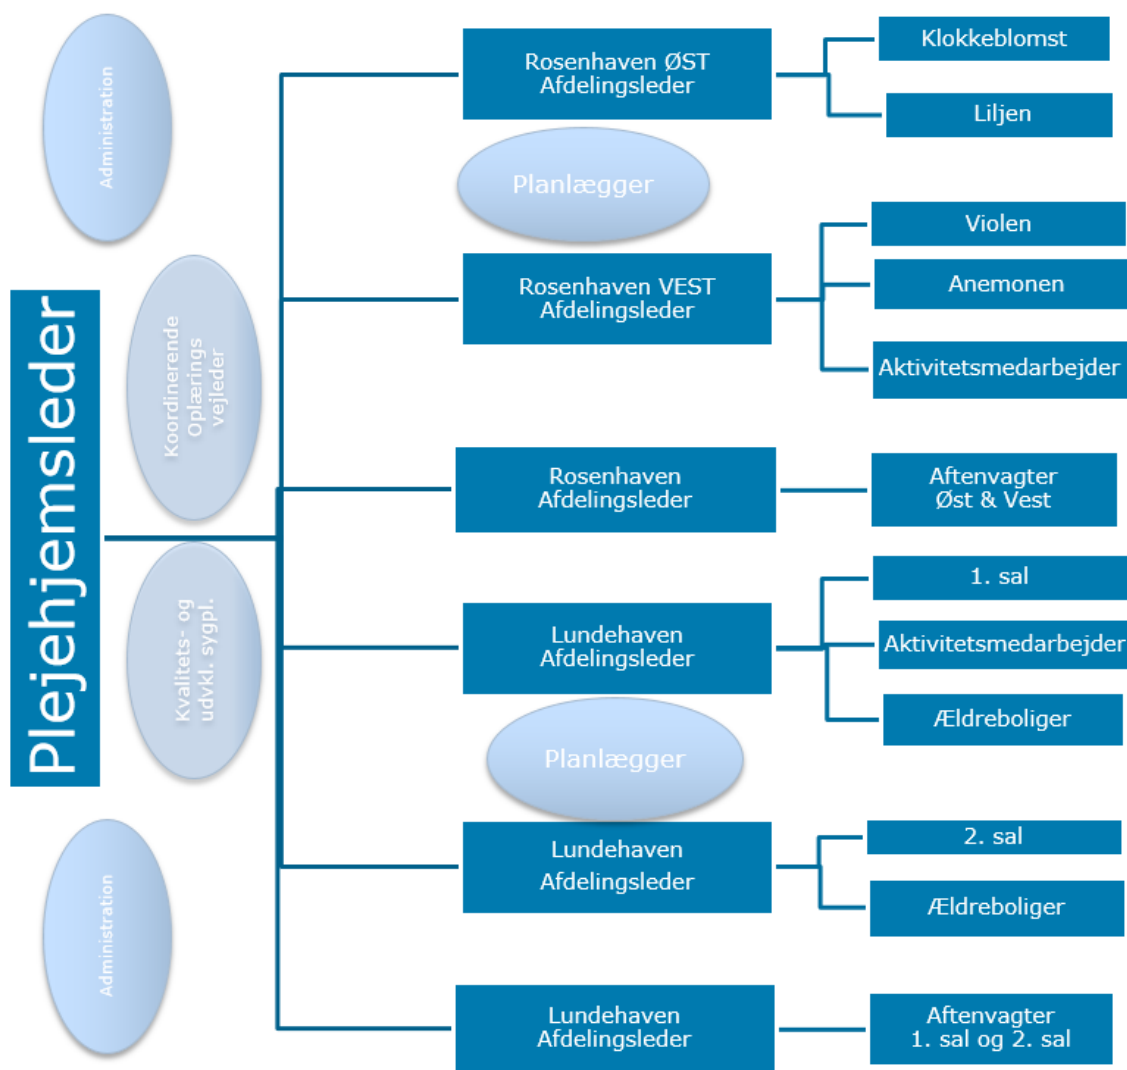 Administration
Koordinerende
Oplærings
vejleder
Plejehjemsleder
Kvalitets- og
udvkl. sygpl.
Administration
Rosenhaven ØST
Afdelingsleder
Klokkeblomst
Liljen
Planlægger
Rosenhaven VEST
Afdelingsleder
Violen
Anemonen
Aktivitetsmedarbejder
Rosenhaven
Afdelingsleder
Aftenvagter
Øst & Vest
Lundehaven
Afdelingsleder
1. sal
Aktivitetsmedarbejder
Ældreboliger
Planlægger
Lundehaven
Afdelingsleder
2. sal
Ældreboliger
Lundehaven
Afdelingsleder
Aftenvagter
1. sal og 2. sal